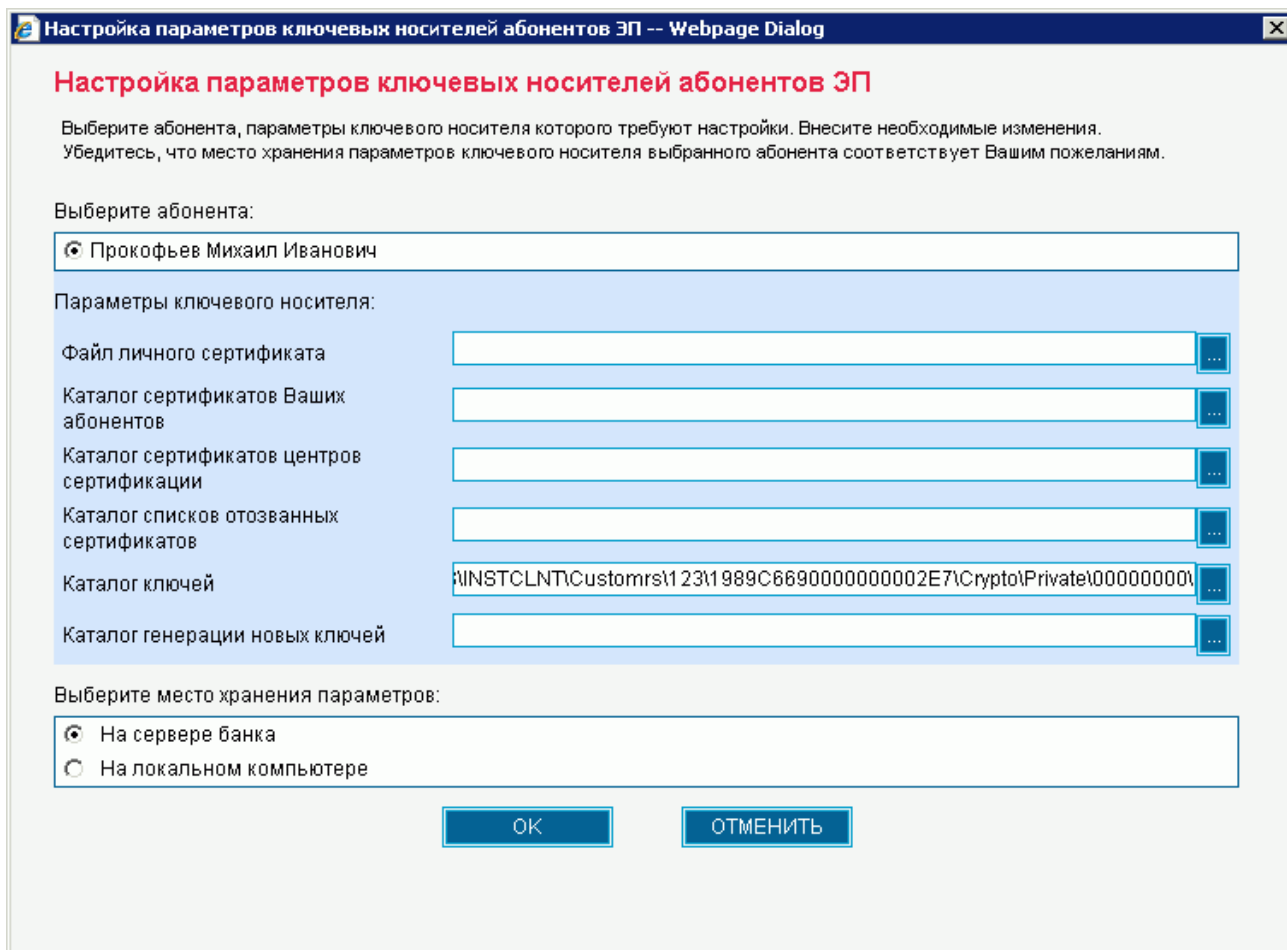 Настройка параметров ключевых носителей абонентов ЭП -- Webpage Dialog
Настройка параметров ключевых носителей абонентов ЭП
Выберите абонента, параметры ключевого носителя которого требуют настройки. Внесите необходимые изменения.
Убедитесь, что место хранения параметров ключевого носителя выбранного абонента соответствует Вашим пожеланиям.
Выберите абонента:
Прокофьев Михаил Иванович
Параметры ключевого носителя:
Файл личного сертификата
...
Каталог сертификатов Ваших
абонентов
...
Каталог сертификатов центров
сертификации
...
Каталог списков отозванных
сертификатов
...
Каталог ключей
\INSTCLNT\Customrs\123\1989C6690000000002E7\Crypto\Private\00000000\
...
Каталог генерации новых ключей
...
Выберите место хранения параметров:
На сервере банка
На локальном компьютере
ОК
ОТМЕНИТЬ